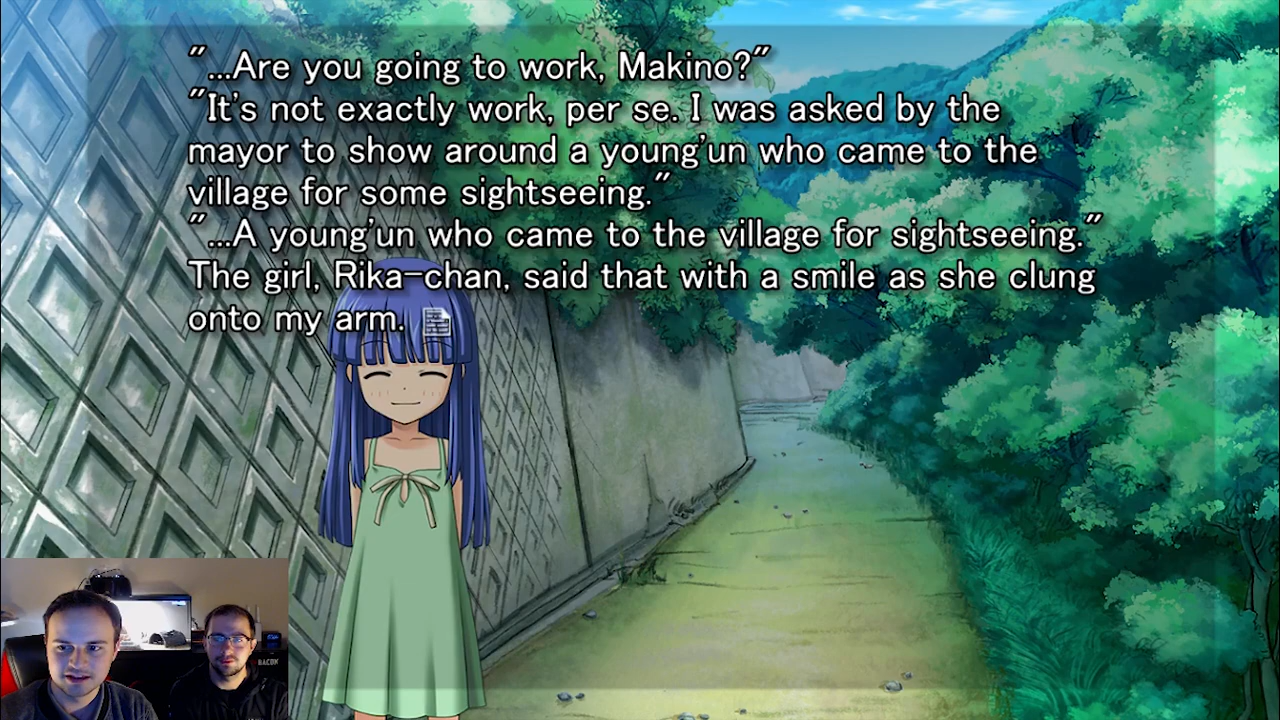 "...Are you going to work, Makino?"
"It's not exactly work, per se. I was asked by the
mayor to show around a young'un who came to the
village for some sightseeing."
"...A young'un who came to the village for sightseeing."
The girl, Rika-chan, said that with a smile as she clung
onto my arm.
BACON